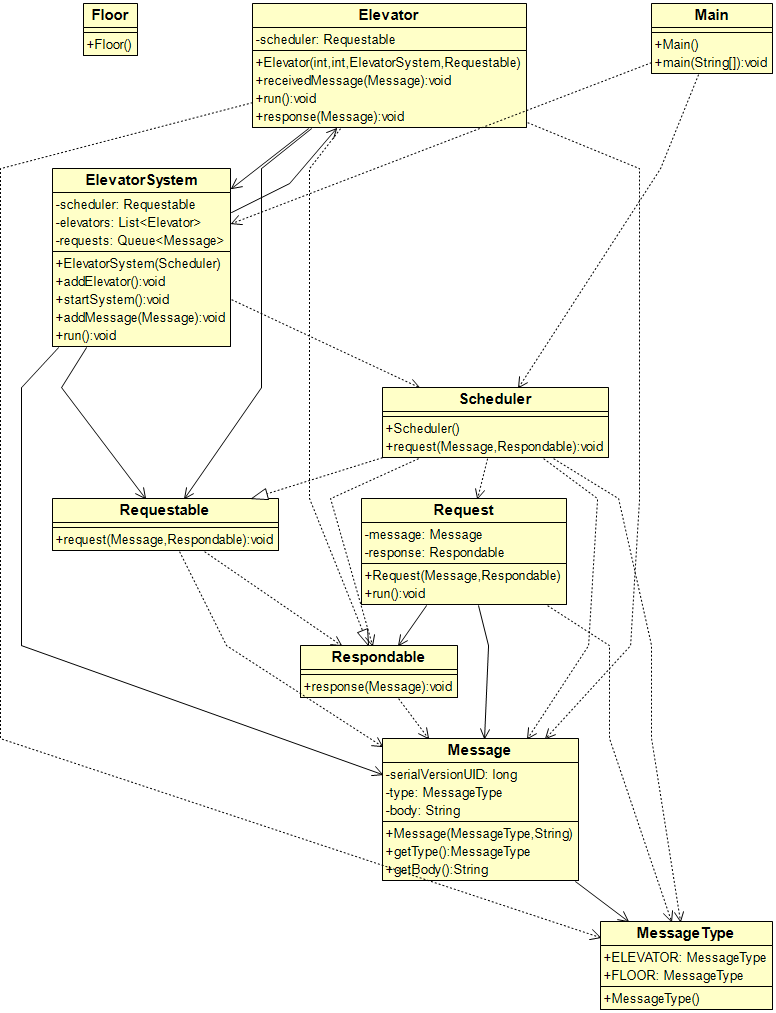 Floor
+Floor()
Elevator
-scheduler: Requestable
+Elevator(int,int,ElevatorSystem,Requestable)
+receivedMessage(Message):void
+run():void
+response(Message):void
Main
+Main()
+main(String[]):void
ElevatorSystem
-scheduler: Requestable
-elevators: List<Elevator>
-requests: Queue<Message>
+ElevatorSystem(Scheduler)
+addElevator():void
+startSystem():void
+addMessage(Message):void
+run():void
Scheduler
+Scheduler()
+request(Message,Respondable):void
Requestable
+request(Message,Respondable):void
Request
-message: Message
-response: Respondable
+Request(Message,Respondable)
+run():void
Respondable
+response(Message):void
Message
-serialVersionUID: long
-type: MessageType
-body: String
+Message(MessageType,String)
+getType():MessageType
+getBody():String
MessageType
+ELEVATOR: MessageType
+FLOOR: MessageType
+MessageType()